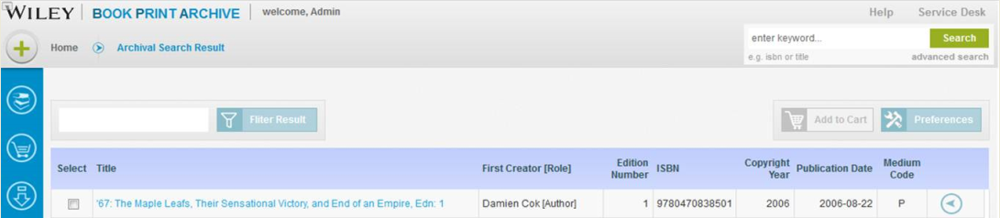 WILEY BOOK PRINT ARCHIVE welcome, Admin Help Service Desk
Home Archival Search Result enter keyword... Search
e.g. isbn or title advanced search
Fliter Result Add to Cart Preferences
Select Title First Creator [Role] Edition Number ISBN Copyright Year Publication Date Medium Code
'67: The Maple Leafs, Their Sensational Victory, and End of an Empire, Edn: 1 Damien Cok [Author] 1 9780470838501 2006 2006-08-22 P